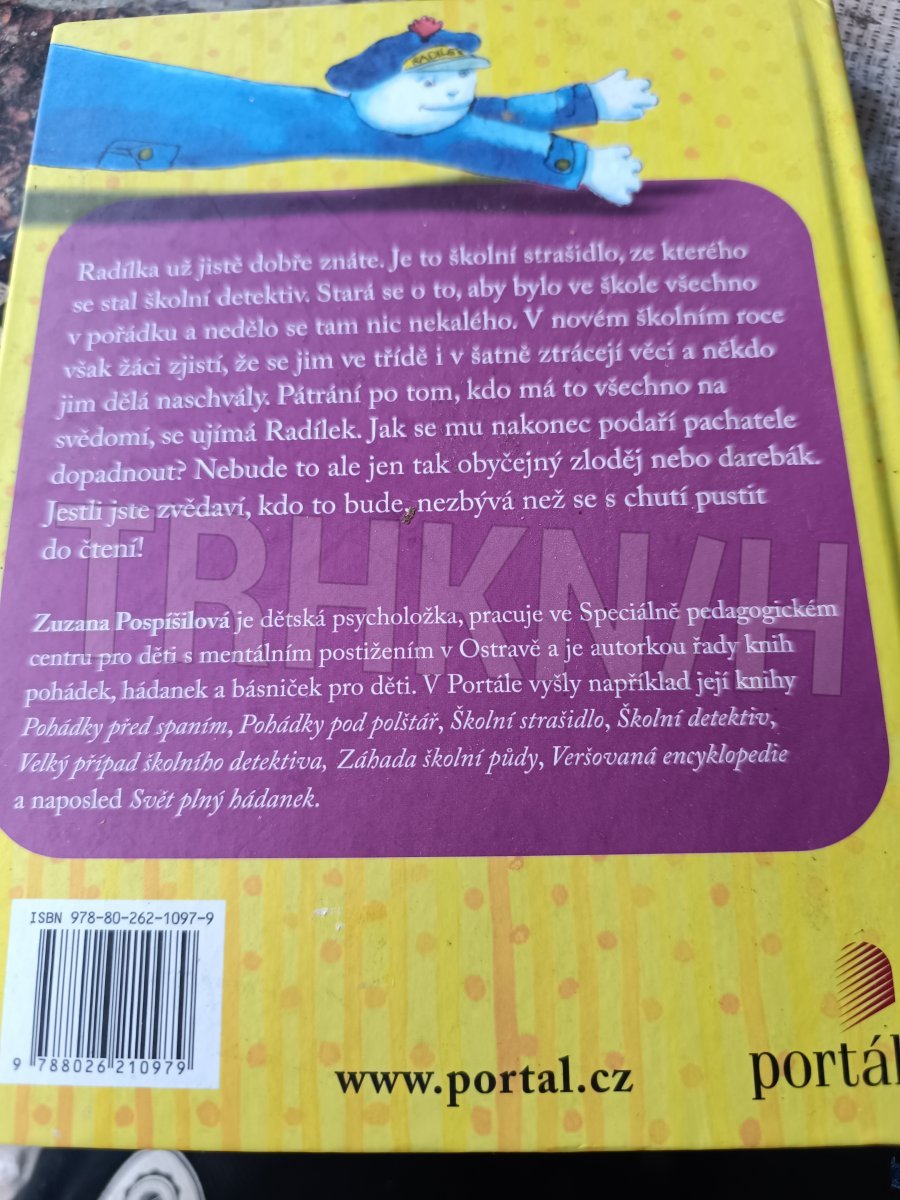 RADÍLEK
Radílka už jistě dobře znáte. Je to školní strašidlo, ze kterého
se stal školní detektiv. Stará se o to, aby bylo ve škole všechno
v pořádku a nedělo se tam nic nekalého. V novém školním roce
však žáci zjistí, že se jim ve třídě i v šatně ztrácejí věci a někdo
jim dělá naschvály. Pátrání po tom, kdo má to všechno na
svědomí, se ujímá Radílek. Jak se mu nakonec podaří pachatele
dopadnout? Nebude to ale jen tak obyčejný zloděj nebo darebák.
Jestli jste zvědaví, kdo to bude, nezbývá než se s chutí pustit
do čtení!
TRHKNIH
Zuzana Pospíšilová je dětská psycholožka, pracuje ve Speciálně pedagogickém
centru pro děti s mentálním postižením v Ostravě a je autorkou řady knih
pohádek, hádanek a básniček pro děti. V Portále vyšly například její knihy
Pohádky před spaním, Pohádky pod polštář, Školní strašidlo, Školní detektiv,
Velký případ školního detektiva, Záhada školní půdy, Veršovaná encyklopedie
a naposled Svět plný hádanek.
ISBN 978-80-262-1097-9
9 788026 210979
www.portal.cz
portál